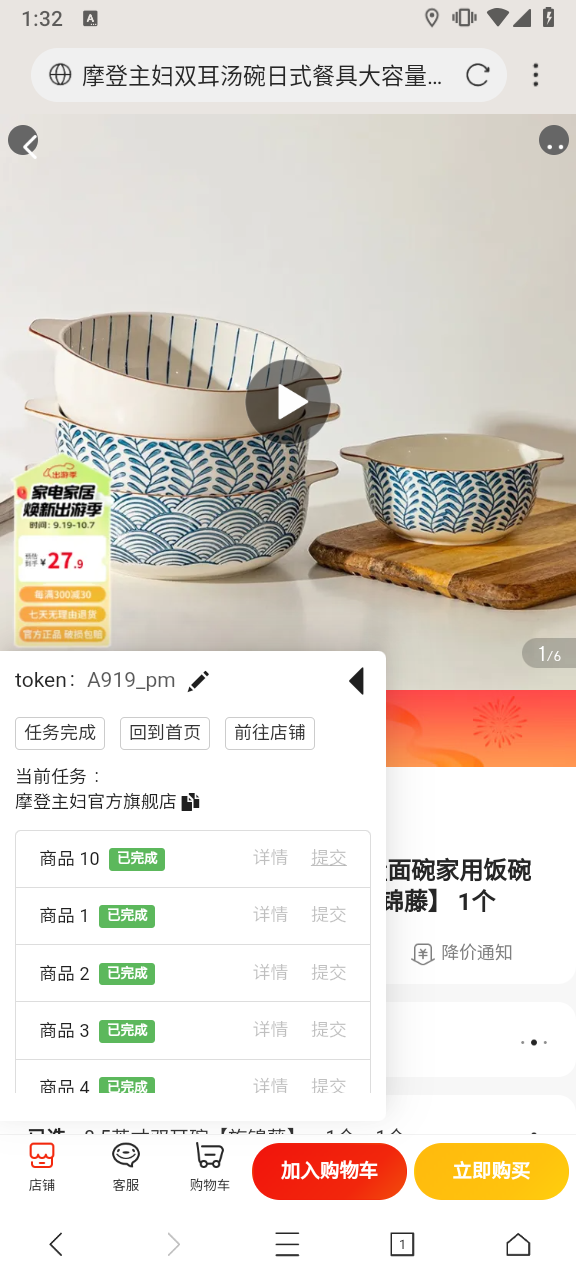 1:32
A
摩登主妇双耳汤碗日式餐具大容量...
出游季
家电家居
焕新出游季
时间：9.19-10.7
¥27.9
每满300减30
七天无理由退货
官方正品 破损包赔
1/6
token： A919_pm
任务完成 回到首页 前往店铺
当前任务：
摩登主妇官方旗舰店
商品 10 已完成 详情 提交
面碗家用饭碗
商品 1 已完成 详情 提交
锦藤】 1个
商品 2 已完成 详情 提交
降价通知
商品 3 已完成 详情 提交
商品 4 已完成 详情 提交
店铺 客服 购物车 加入购物车 立即购买
1